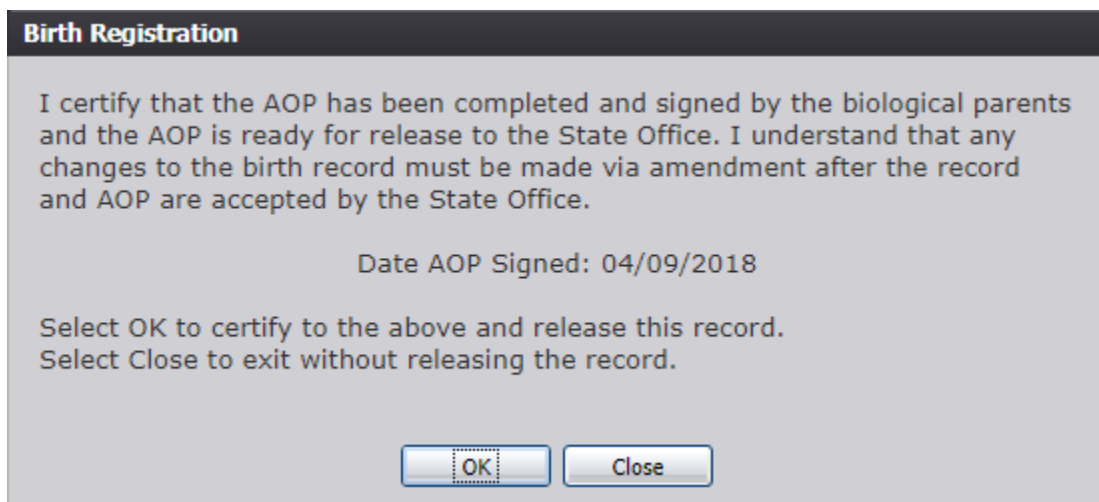 Birth Registration
I certify that the AOP has been completed and signed by the biological parents
and the AOP is ready for release to the State Office. I understand that any
changes to the birth record must be made via amendment after the record
and AOP are accepted by the State Office.
Date AOP Signed: 04/09/2018
Select OK to certify to the above and release this record.
Select Close to exit without releasing the record.
OK Close